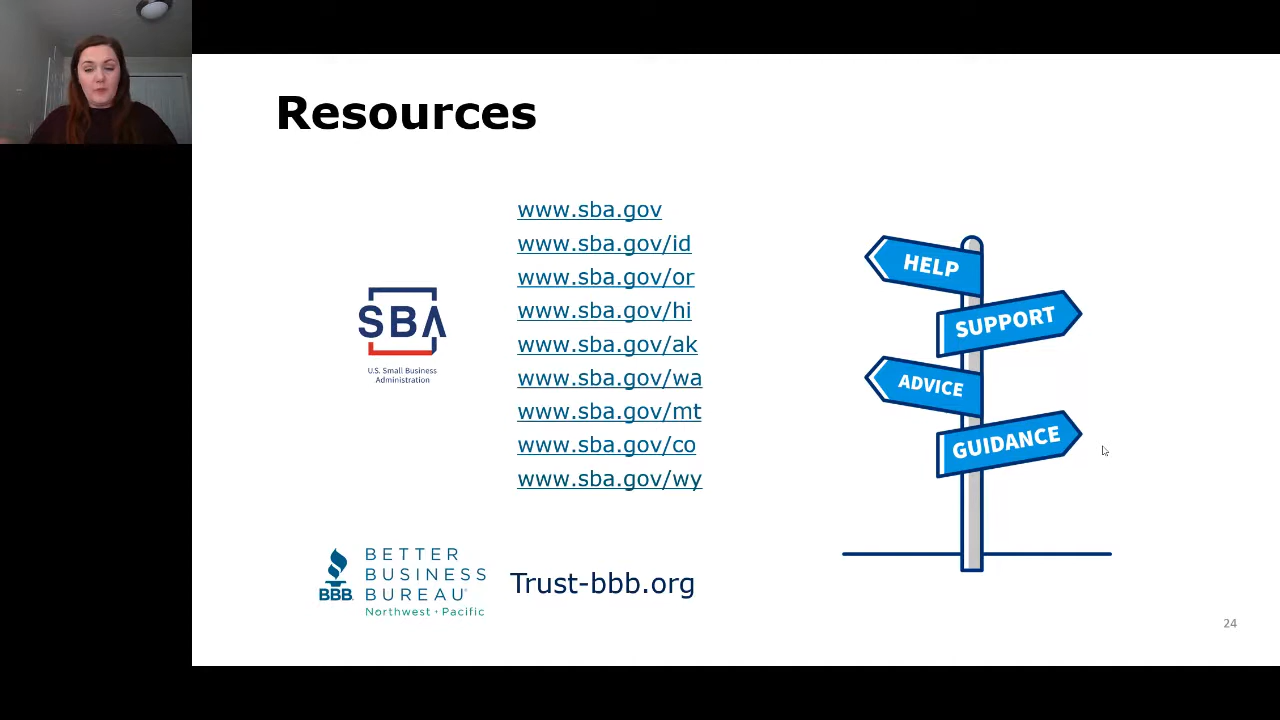 Resources
www.sba.gov
www.sba.gov/id
www.sba.gov/or
www.sba.gov/hi
www.sba.gov/ak
www.sba.gov/wa
www.sba.gov/mt
www.sba.gov/co
www.sba.gov/wy
SBA
U.S. Small Business
Administration
HELP
SUPPORT
ADVICE
GUIDANCE
BBB
BETTER
BUSINESS
BUREAU®
Northwest + Pacific
Trust-bbb.org
24